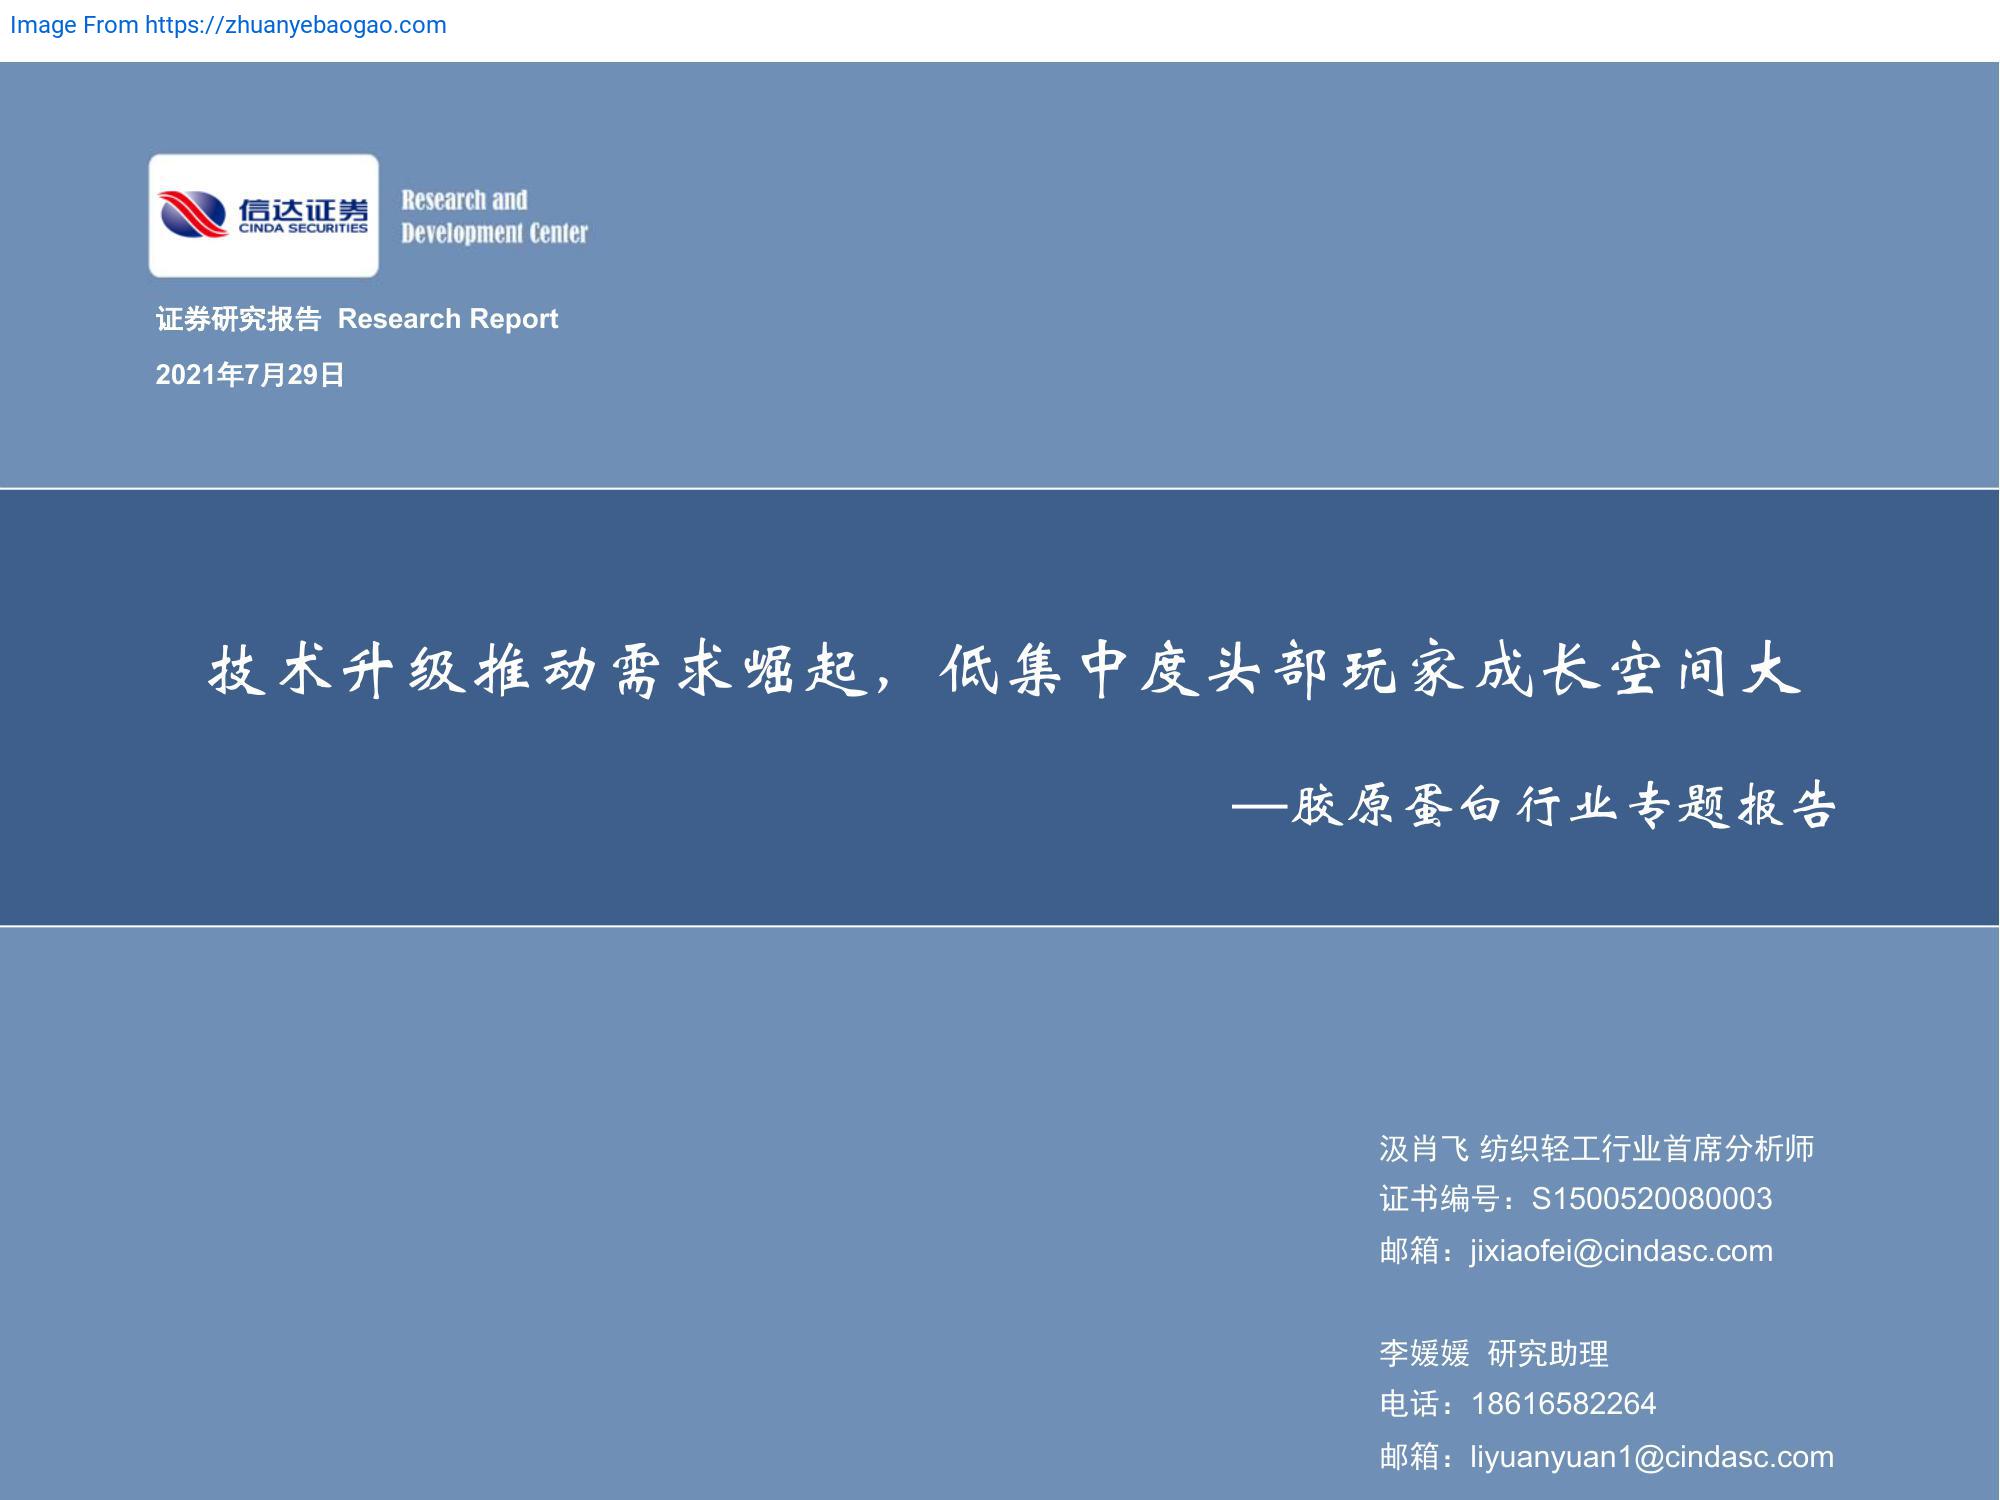 Image From https://zhuanyebaogao.com
信达证券
CINDA SECURITIES
Research and
Development Center
证券研究报告 Research Report
2021年7月29日
技术升级推动需求崛起，低集中度头部玩家成长空间大
—胶原蛋白行业专题报告
汲肖飞 纺织轻工行业首席分析师
证书编号：S1500520080003
邮箱：jixiaofei@cindasc.com
李媛媛 研究助理
电话：18616582264
邮箱：liyuanyuan1@cindasc.com